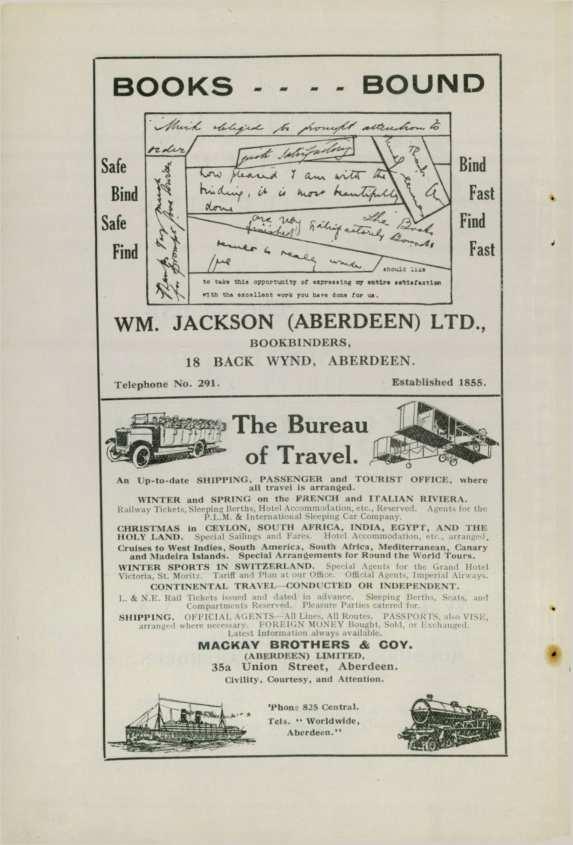 BOOKS - - - - BOUND
Much obliged for prompt attention to
order
quite satisfactory
how pleased I am with the
binding, it is most beautifully
done
The Books
are very satisfactorily Bound
finished
result is really
should like
to take this opportunity of expressing my entire satisfaction
with the excellent work you have done for us.
Safe
Bind
Safe
Find
Bind
Fast
Find
Fast
WM. JACKSON (ABERDEEN) LTD.,
BOOKBINDERS,
18 BACK WYND, ABERDEEN.
Telephone No. 291. Established 1855.
The Bureau
of Travel.
An Up-to-date SHIPPING, PASSENGER and TOURIST OFFICE, where
all travel is arranged.
WINTER and SPRING on the FRENCH and ITALIAN RIVIERA.
Railway Tickets, Sleeping Berths, Hotel Accommodation, etc., Reserved. Agents for the
P.L.M. & International Sleeping Car Company.
CHRISTMAS in CEYLON, SOUTH AFRICA, INDIA, EGYPT, AND THE
HOLY LAND. Special Sailings and Fares. Hotel Accommodation, etc., arranged,
Cruises to West Indies, South America, South Africa, Mediterranean, Canary
and Madeira Islands. Special Arrangements for Round the World Tours.
WINTER SPORTS IN SWITZERLAND. Special Agents for the Grand Hotel
Victoria, St. Moritz. Tariff and Plan at our Office. Official Agents, Imperial Airways.
CONTINENTAL TRAVEL—CONDUCTED OR INDEPENDENT.
L. & N.E. Rail Tickets issued and dated in advance. Sleeping Berths, Seats, and
Compartments Reserved. Pleasure Parties catered for.
SHIPPING. OFFICIAL AGENTS—All Lines, All Routes. PASSPORTS, also VISE,
arranged where necessary. FOREIGN MONEY Bought, Sold, or Exchanged.
Latest Information always available.
MACKAY BROTHERS & COY.
(ABERDEEN) LIMITED,
35a Union Street, Aberdeen.
Civility, Courtesy, and Attention.
'Phone 825 Central.
Tels. "Worldwide,
Aberdeen."